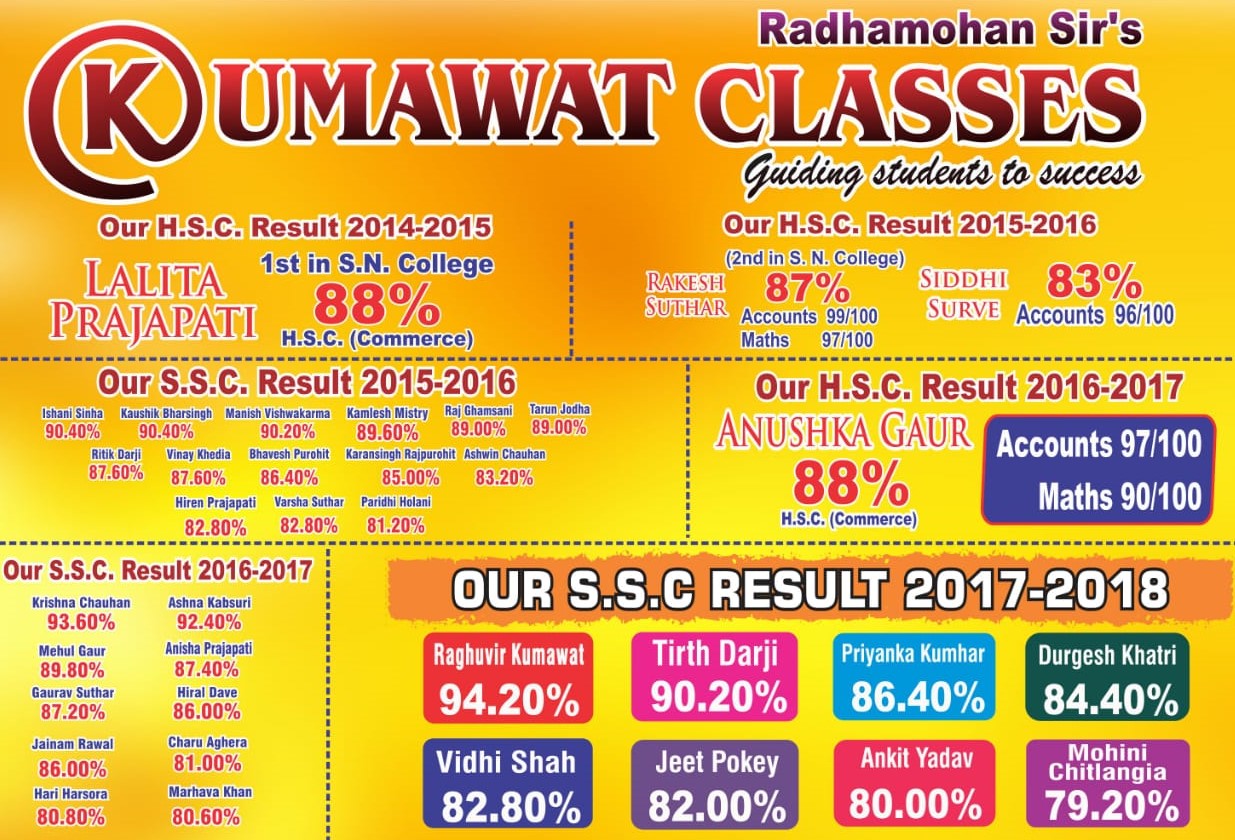 Radhamohan Sir's
KUMAWAT CLASSES
Guiding students to success
Our H.S.C. Result 2014-2015
LALITA
PRAJAPATI
1st in S.N. College
88%
H.S.C. (Commerce)
Our H.S.C. Result 2015-2016
(2nd in S. N. College)
RAKESH
SUTHAR
87%
Accounts 99/100
Maths 97/100
SIDDHI
SURVE
83%
Accounts 96/100
Our S.S.C. Result 2015-2016
Ishani Sinha Kaushik Bharsingh Manish Vishwakarma Kamlesh Mistry Raj Ghamsani Tarun Jodha
90.40% 90.40% 90.20% 89.60% 89.00% 89.00%
Ritik Darji Vinay Khedia Bhavesh Purohit Karansingh Rajpurohit Ashwin Chauhan
87.60% 87.60% 86.40% 85.00% 83.20%
Hiren Prajapati Varsha Suthar Paridhi Holani
82.80% 82.80% 81.20%
Our H.S.C. Result 2016-2017
ANUSHKA GAUR
88%
H.S.C. (Commerce)
Accounts 97/100
Maths 90/100
Our S.S.C. Result 2016-2017
Krishna Chauhan Ashna Kabsuri
93.60% 92.40%
Mehul Gaur Anisha Prajapati
89.80% 87.40%
Gaurav Suthar Hiral Dave
87.20% 86.00%
Jainam Rawal Charu Aghera
86.00% 81.00%
Hari Harsora Marhava Khan
80.80% 80.60%
OUR S.S.C RESULT 2017-2018
Raghuvir Kumawat Tirth Darji Priyanka Kumhar Durgesh Khatri
94.20% 90.20% 86.40% 84.40%
Vidhi Shah Jeet Pokey Ankit Yadav Mohini
Chitlangia
82.80% 82.00% 80.00% 79.20%